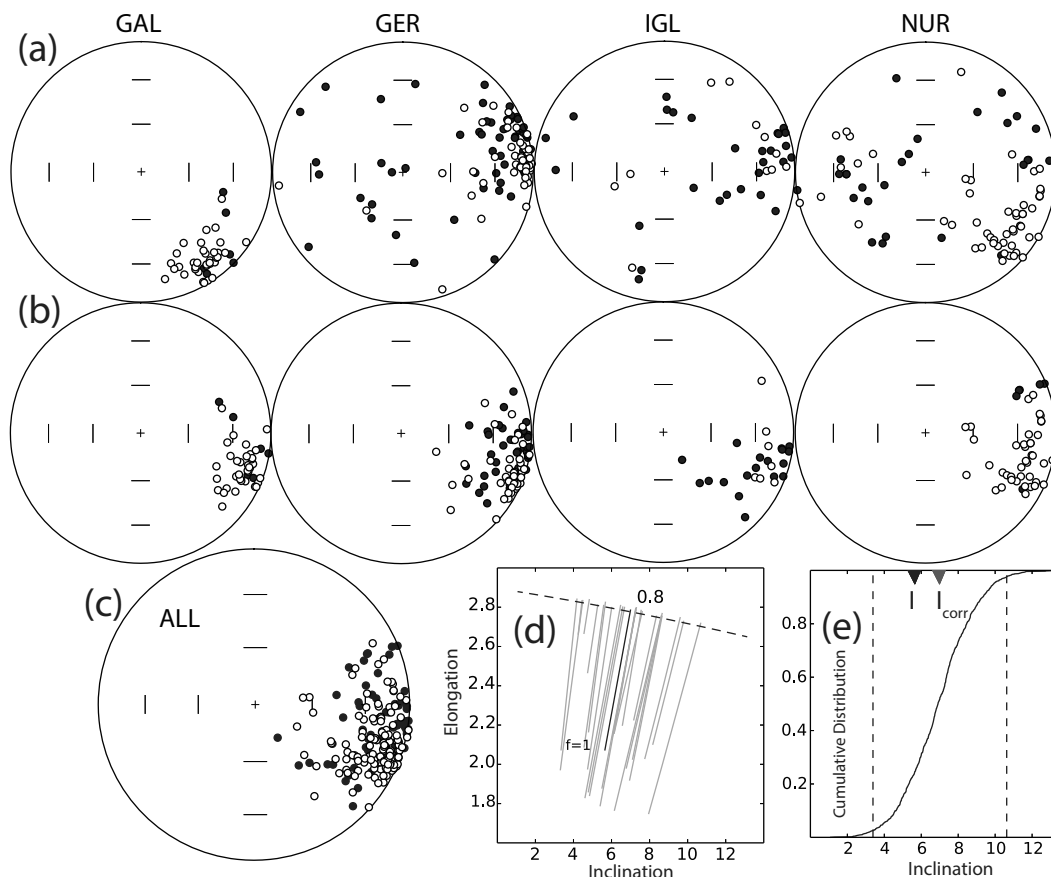 GAL GER IGL NUR
(a)
(b)
(c) ALL
(d) 0.8
f=1
Elongation
2.8
2.6
2.4
2.2
2.0
1.8
2 4 6 8 10 12
Inclination
(e)
I Icorr
Cumulative Distribution
0.8
0.6
0.4
0.2
2 4 6 8 10 12
Inclination